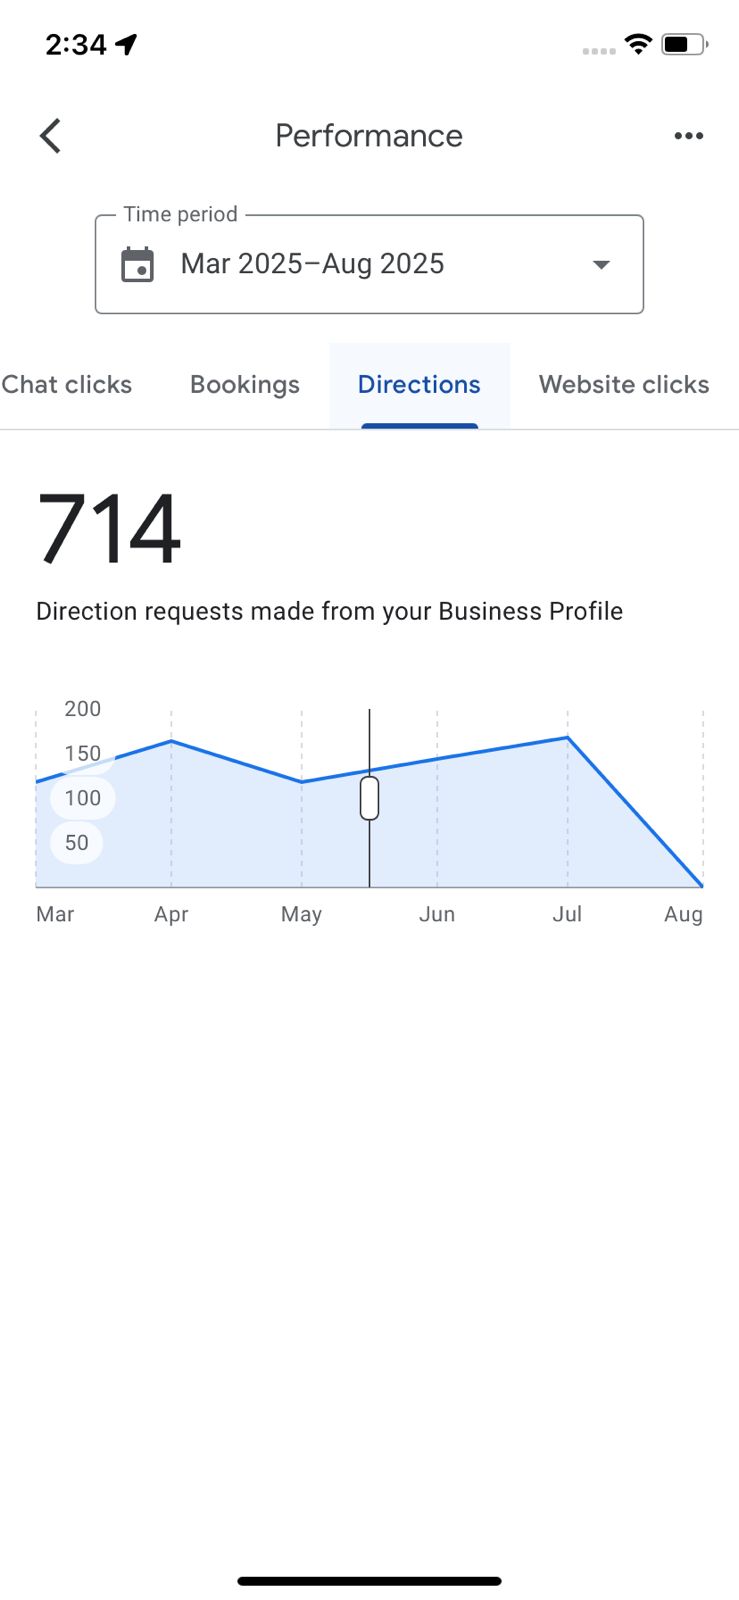 2:34
Performance
Time period
Mar 2025–Aug 2025
Chat clicks Bookings Directions Website clicks
714
Direction requests made from your Business Profile
200
150
100
50
Mar Apr May Jun Jul Aug